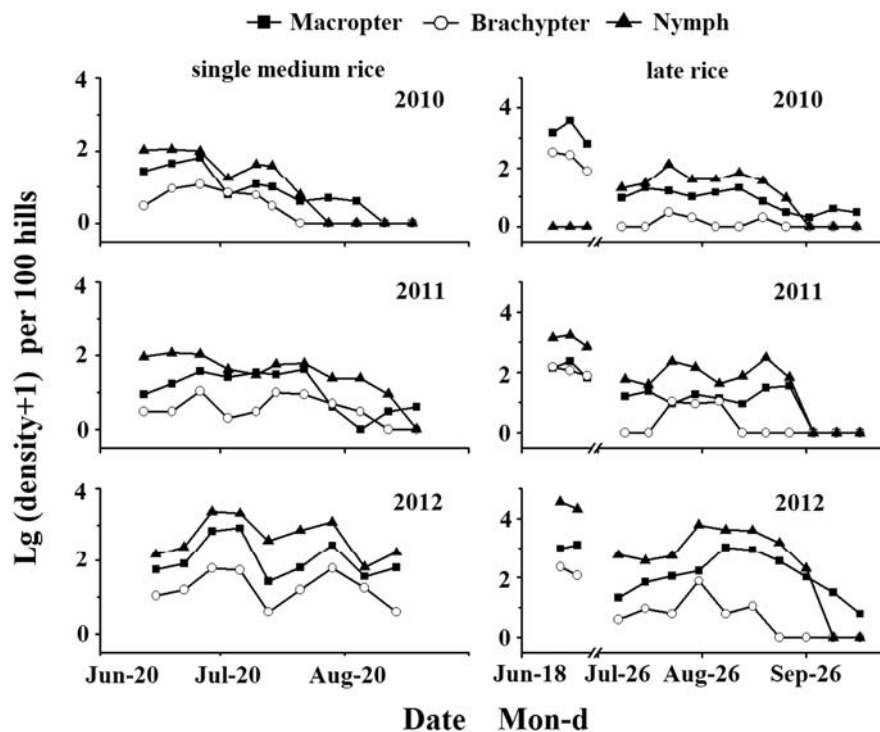 Macropter Brachypter Nymph
single medium rice late rice
Lg (density+1) per 100 hills
4 2 0 2010
4 2 0 2010
4 2 0 2011
4 2 0 2011
4 2 0 2012
4 2 0 2012
Jun-20 Jul-20 Aug-20 Jun-18 Jul-26 Aug-26 Sep-26
Date Mon-d